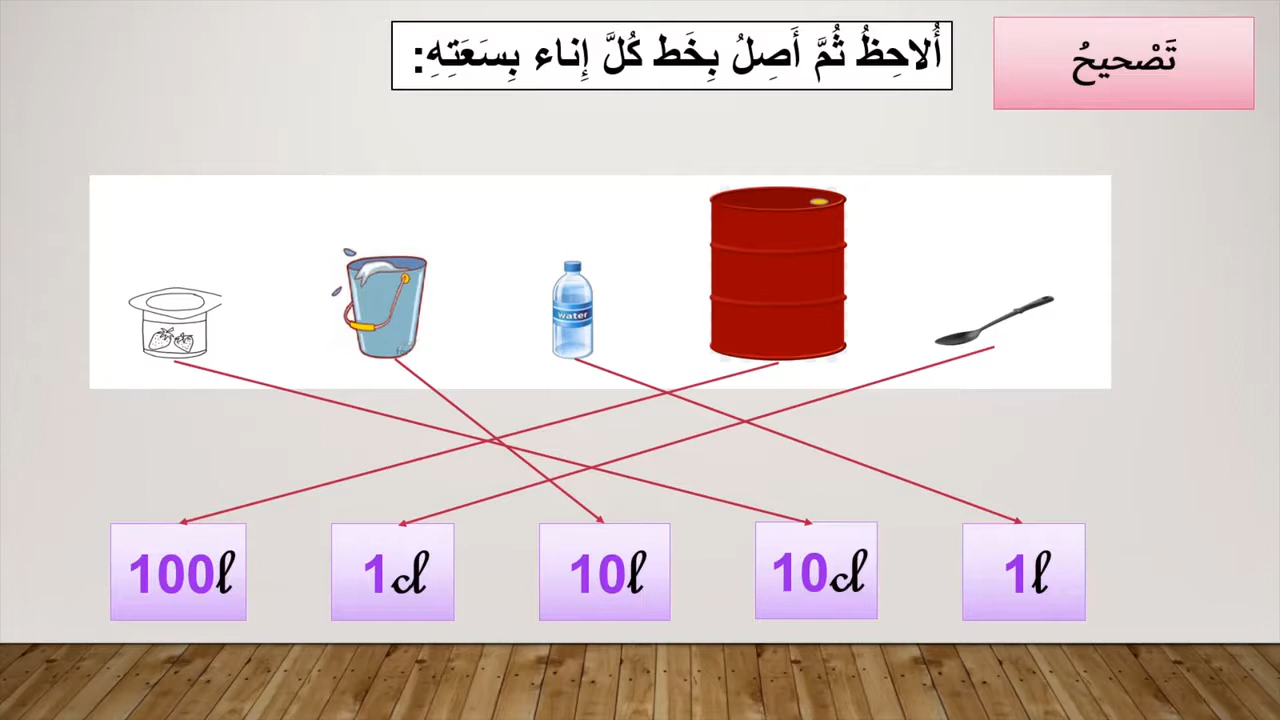 تَصْحيحُ
أُلاحِظُ ثُمَّ أَصِلُ بِخَط كُلَّ إِناء بِسَعَتِهِ:
water
100ℓ
1cℓ
10ℓ
10cℓ
1ℓ